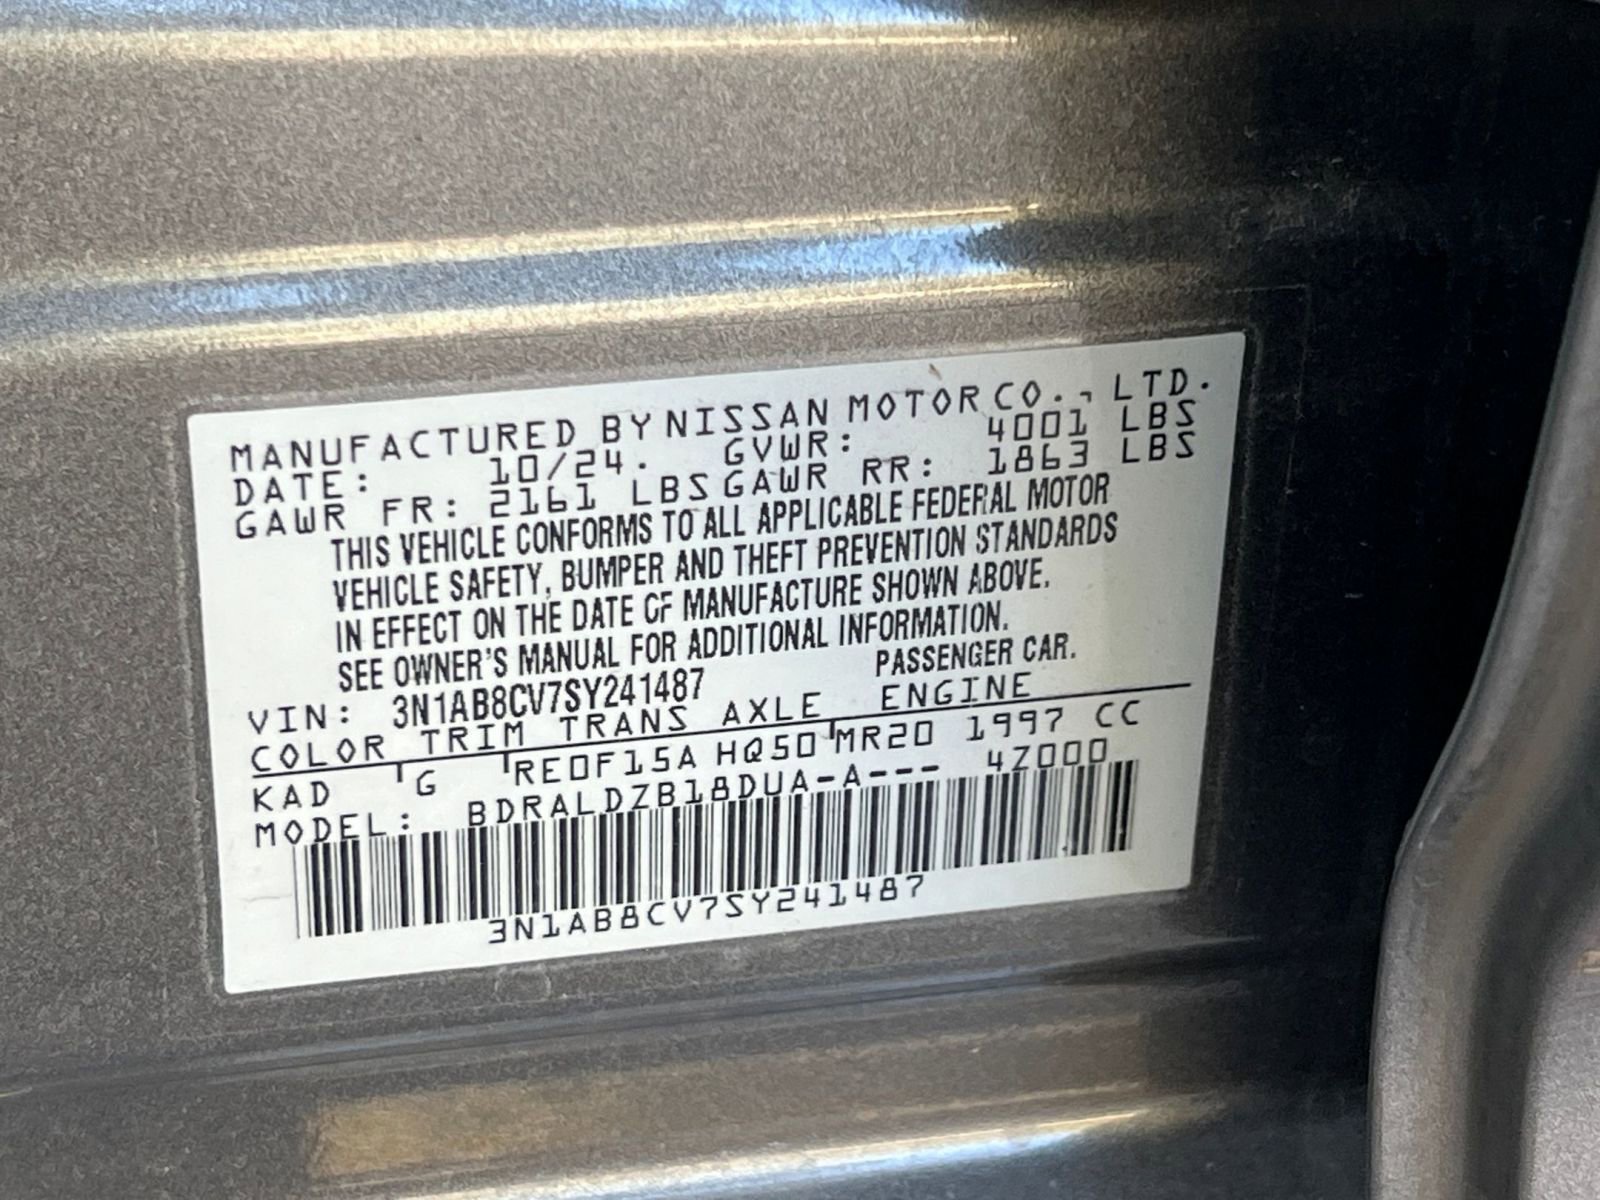 MANUFACTURED BY NISSAN MOTOR CO., LTD.
DATE: 10/24. GVWR: 4001 LBS
GAWR FR: 2161 LBS GAWR RR: 1863 LBS
THIS VEHICLE CONFORMS TO ALL APPLICABLE FEDERAL MOTOR
VEHICLE SAFETY, BUMPER AND THEFT PREVENTION STANDARDS
IN EFFECT ON THE DATE OF MANUFACTURE SHOWN ABOVE.
SEE OWNER'S MANUAL FOR ADDITIONAL INFORMATION.
VIN: 3N1AB8CV7SY241487 PASSENGER CAR.
COLOR TRIM TRANS AXLE ENGINE
KAD G RE0F15A HQ50 MR20 1997 CC
MODEL: BDRALDZB18DUA-A--- 4Z000
3N1AB8CV7SY241487